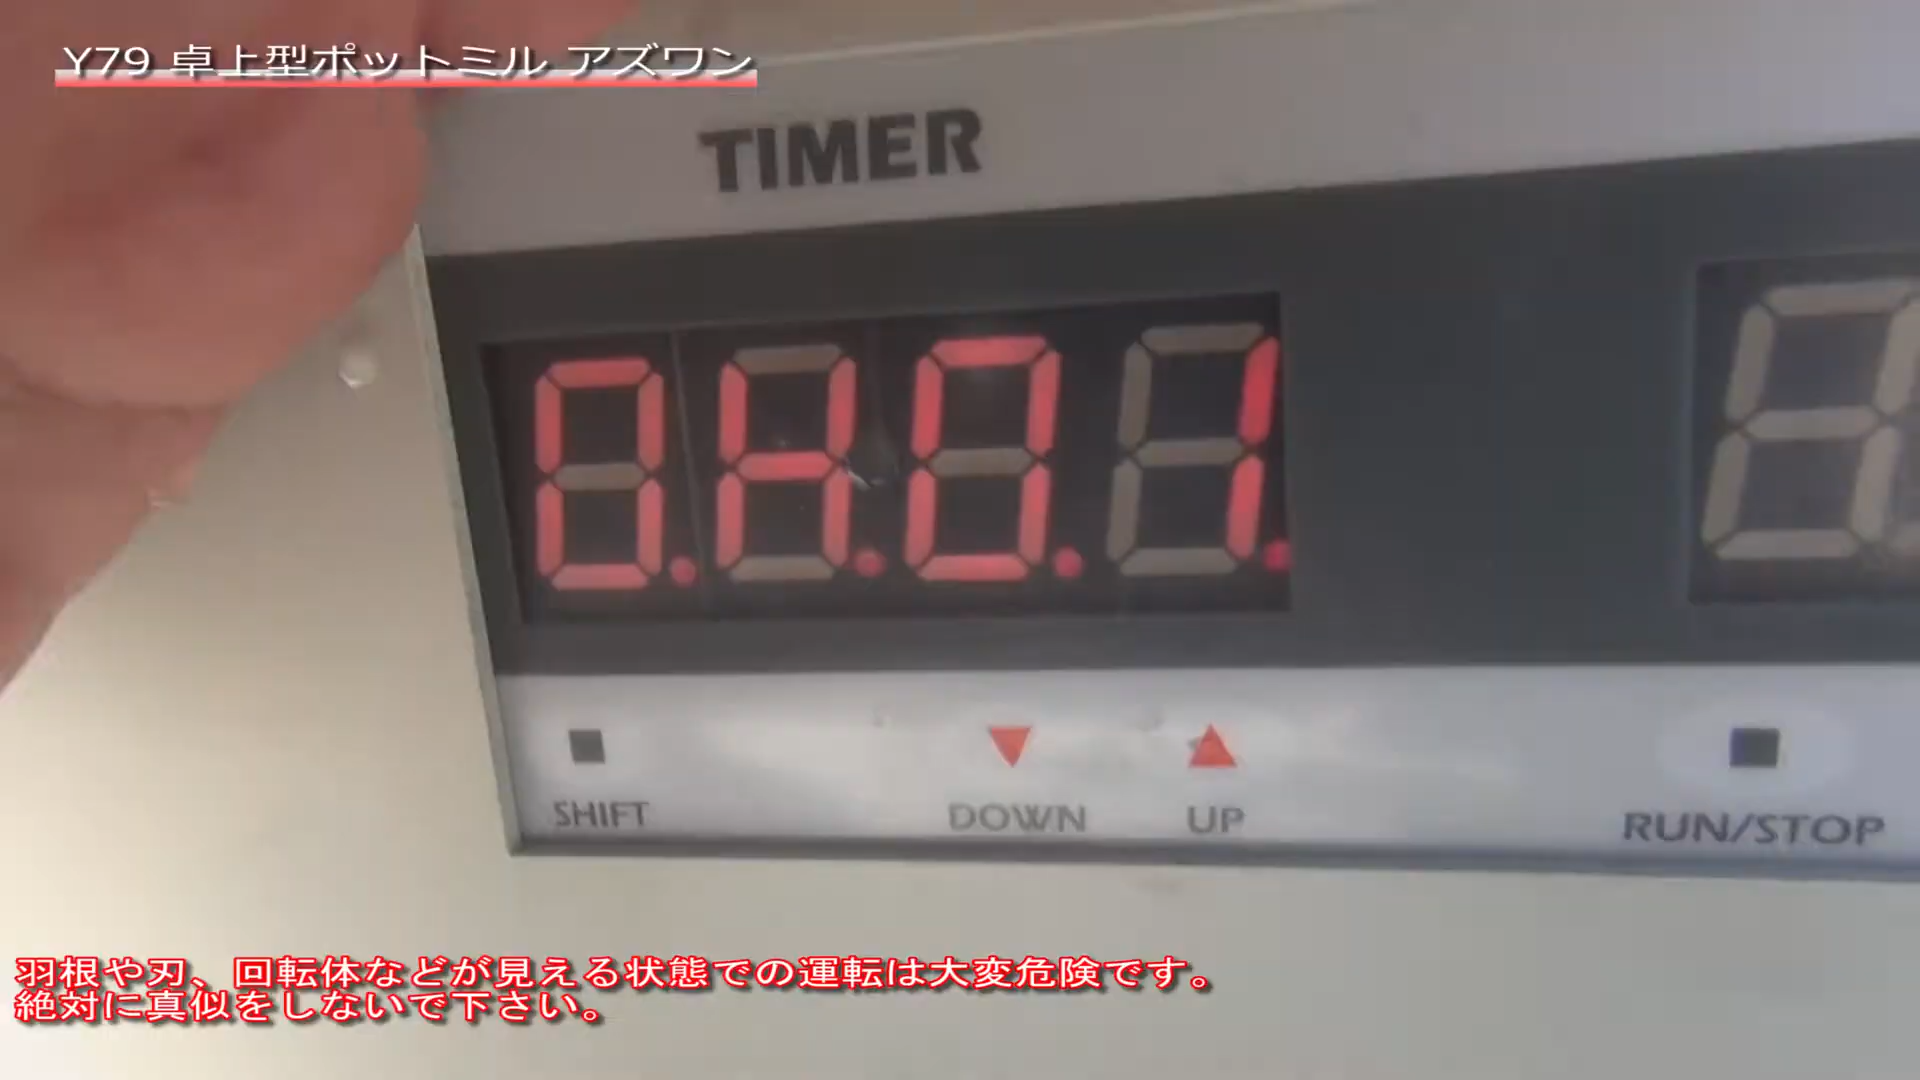 Y79 卓上型ポットミル アズワン
TIMER
0.H.0.1.
SHIFT
DOWN
UP
RUN/STOP
羽根や刃、回転体などが見える状態での運転は大変危険です。
絶対に真似をしないで下さい。